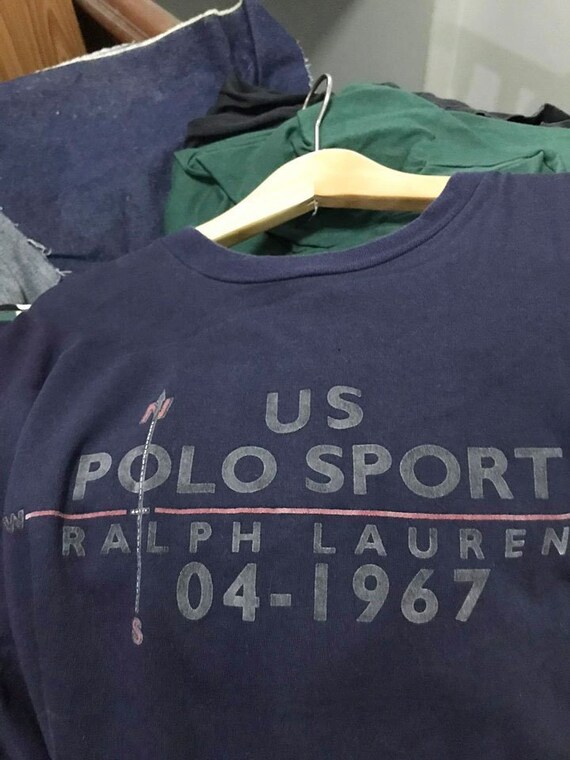 N
US
POLO SPORT
W
RALPH LAUREN
04-1967
S